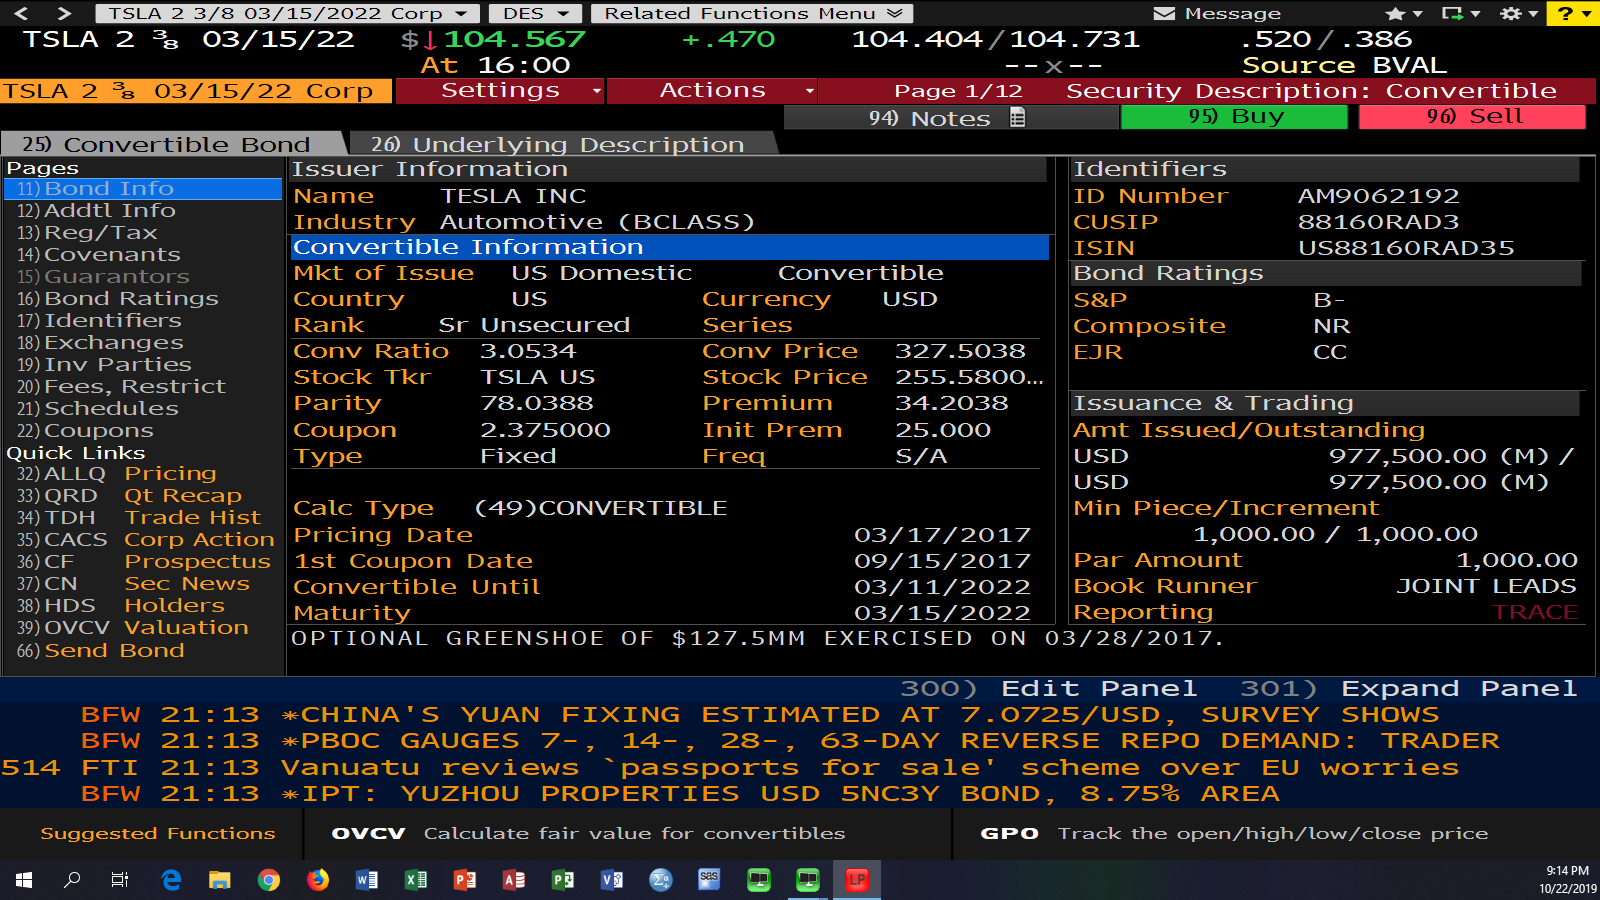 TSLA 2 3/8 03/15/2022 Corp DES Related Functions Menu Message ?
TSLA 2 3/8 03/15/22 $↓104.567 +.470 104.404/104.731 .520/.386
At 16:00 --x-- Source BVAL
TSLA 2 3/8 03/15/22 Corp Settings Actions Page 1/12 Security Description: Convertible
94) Notes 95) Buy 96) Sell
25) Convertible Bond 26) Underlying Description
Pages
11) Bond Info
12) Addtl Info
13) Reg/Tax
14) Covenants
15) Guarantors
16) Bond Ratings
17) Identifiers
18) Exchanges
19) Inv Parties
20) Fees, Restrict
21) Schedules
22) Coupons
Quick Links
32) ALLQ Pricing
33) QRD Qt Recap
34) TDH Trade Hist
35) CACS Corp Action
36) CF Prospectus
37) CN Sec News
38) HDS Holders
39) OVCV Valuation
66) Send Bond
Issuer Information
Name TESLA INC
Industry Automotive (BCLASS)
Convertible Information
Mkt of Issue US Domestic Convertible
Country US Currency USD
Rank Sr Unsecured Series
Conv Ratio 3.0534 Conv Price 327.5038
Stock Tkr TSLA US Stock Price 255.5800...
Parity 78.0388 Premium 34.2038
Coupon 2.375000 Init Prem 25.000
Type Fixed Freq S/A
Calc Type (49)CONVERTIBLE
Pricing Date 03/17/2017
1st Coupon Date 09/15/2017
Convertible Until 03/11/2022
Maturity 03/15/2022
OPTIONAL GREENSHOE OF $127.5MM EXERCISED ON 03/28/2017.
Identifiers
ID Number AM9062192
CUSIP 88160RAD3
ISIN US88160RAD35
Bond Ratings
S&P B-
Composite NR
EJR CC
Issuance & Trading
Amt Issued/Outstanding
USD 977,500.00 (M) /
USD 977,500.00 (M)
Min Piece/Increment
1,000.00 / 1,000.00
Par Amount 1,000.00
Book Runner JOINT LEADS
Reporting TRACE
300) Edit Panel 301) Expand Panel
BFW 21:13 *CHINA'S YUAN FIXING ESTIMATED AT 7.0725/USD, SURVEY SHOWS
BFW 21:13 *PBOC GAUGES 7-, 14-, 28-, 63-DAY REVERSE REPO DEMAND: TRADER
514 FTI 21:13 Vanuatu reviews `passports for sale' scheme over EU worries
BFW 21:13 *IPT: YUZHOU PROPERTIES USD 5NC3Y BOND, 8.75% AREA
Suggested Functions OVCV Calculate fair value for convertibles GPO Track the open/high/low/close price
sas LP
9:14 PM
10/22/2019